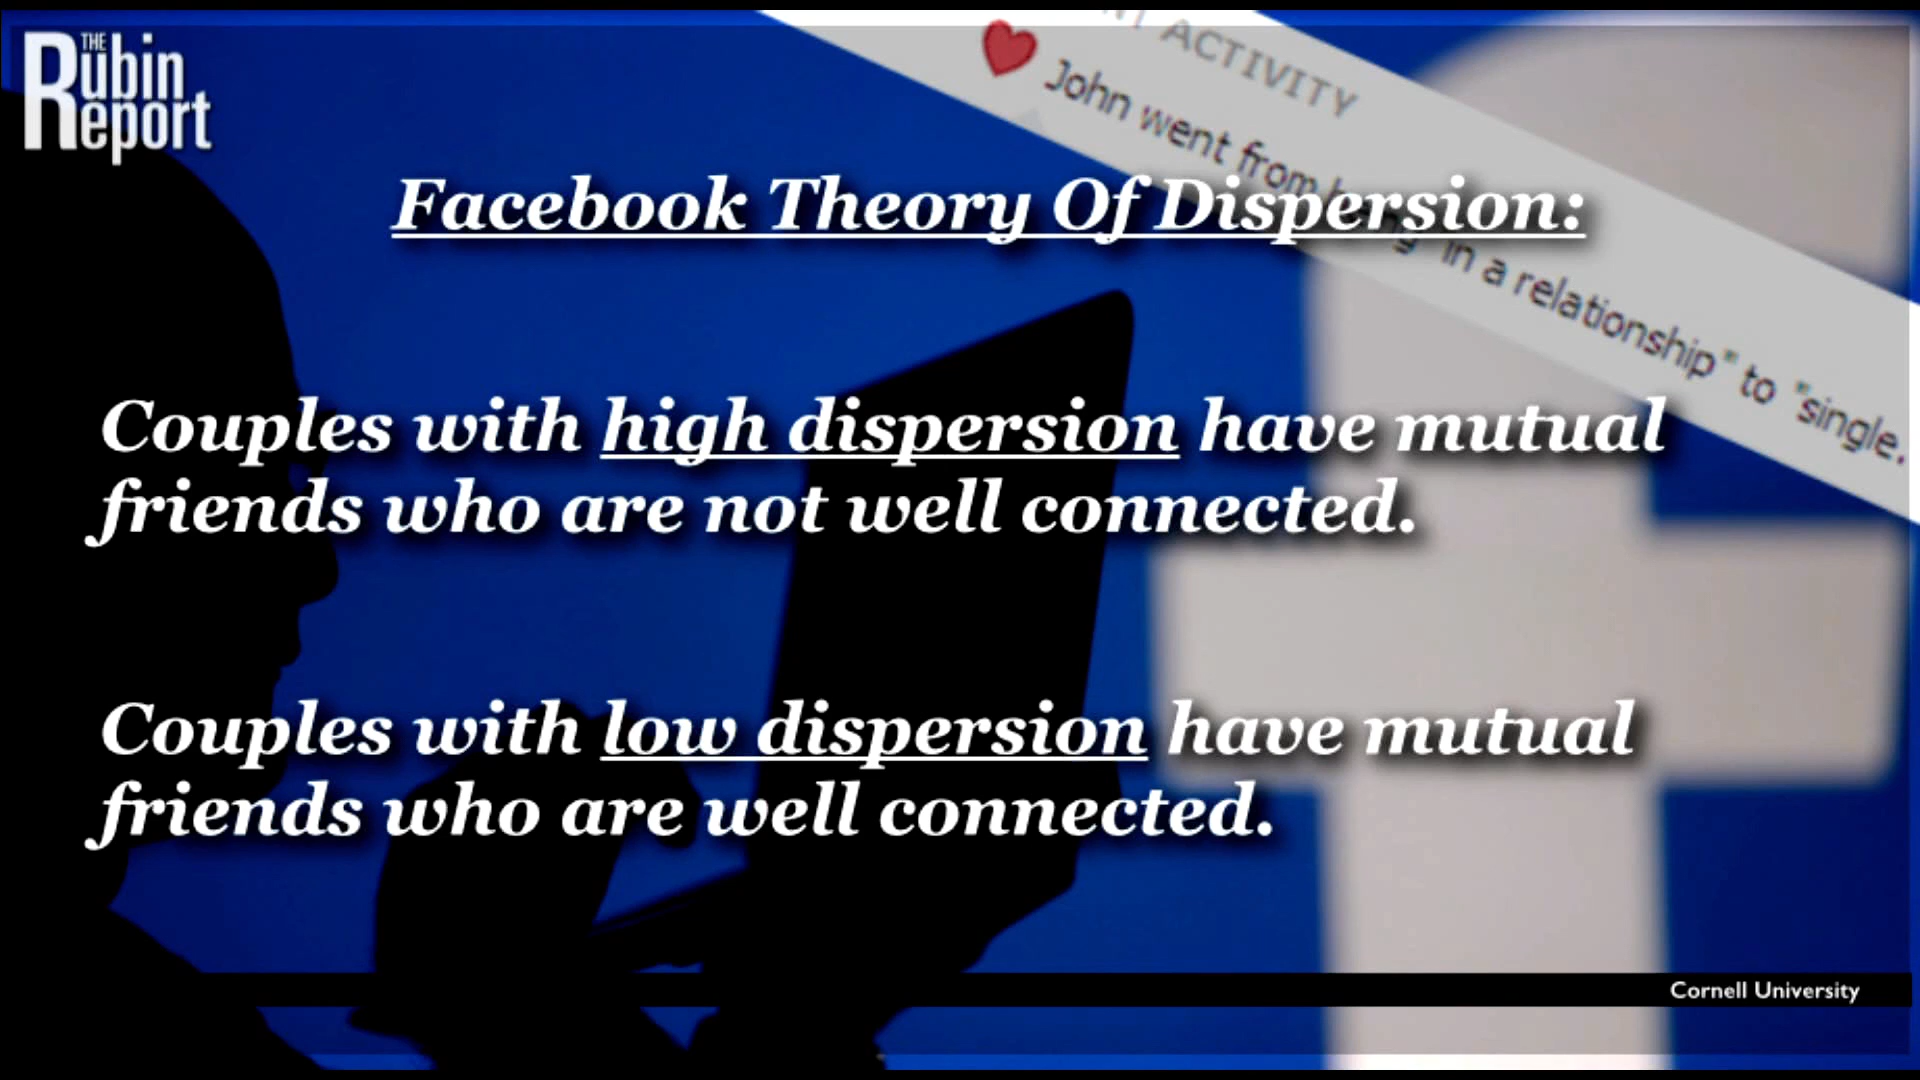 THE
Rubin
Report
ACTIVITY
John went from being "in a relationship" to "single.
Facebook Theory Of Dispersion:
Couples with high dispersion have mutual
friends who are not well connected.
Couples with low dispersion have mutual
friends who are well connected.
Cornell University